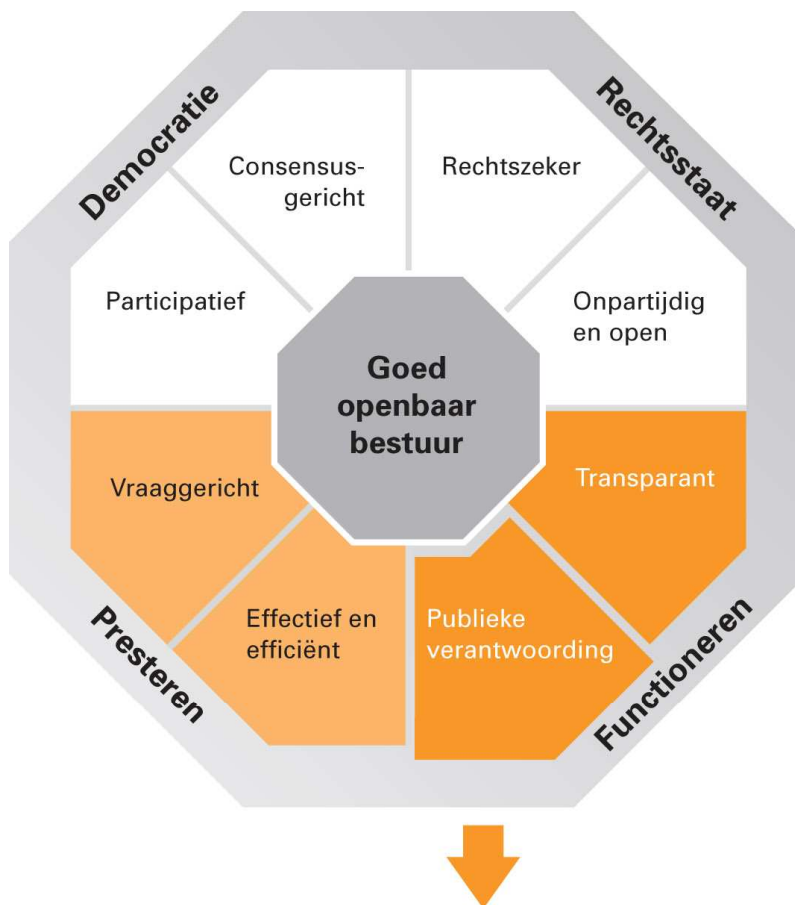 Democratie
Rechtsstaat
Consensus-
gericht
Rechtszeker
Participatief
Onpartijdig
en open
Goed
openbaar
bestuur
Vraaggericht
Transparant
Effectief en
efficiënt
Publieke
verantwoording
Presteren
Functioneren